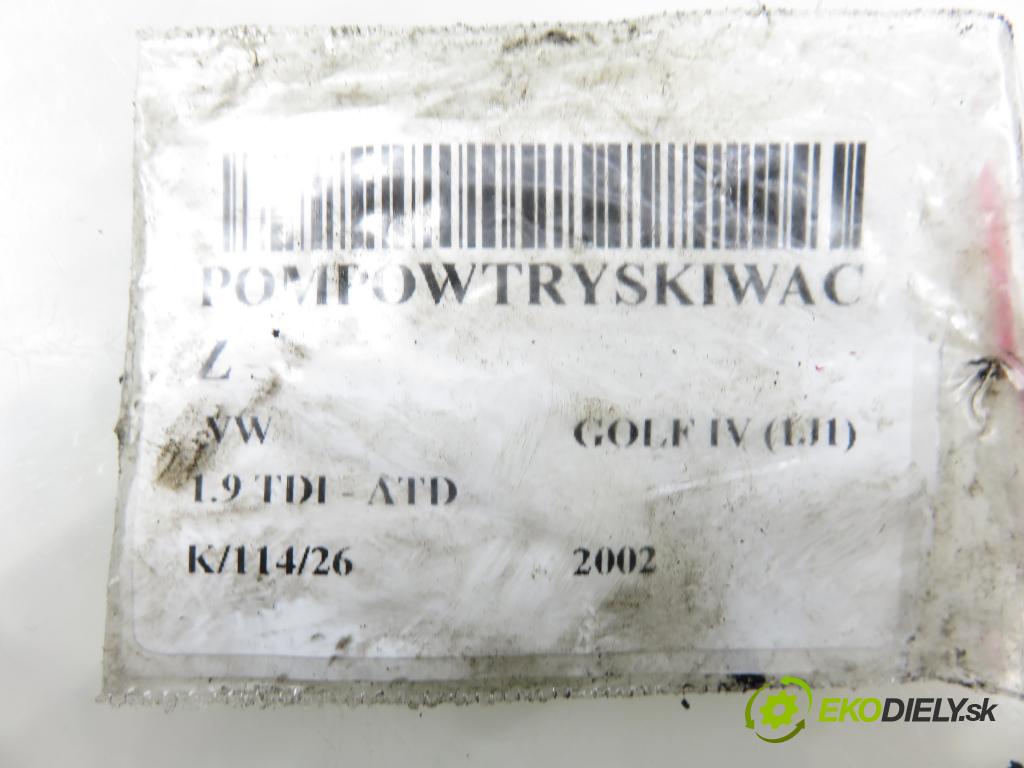 POMPOWTRYSKIWAC
Z
VW GOLF IV (1J1)
1.9 TDI - ATD
K/114/26 2002
EKODIELY.sk